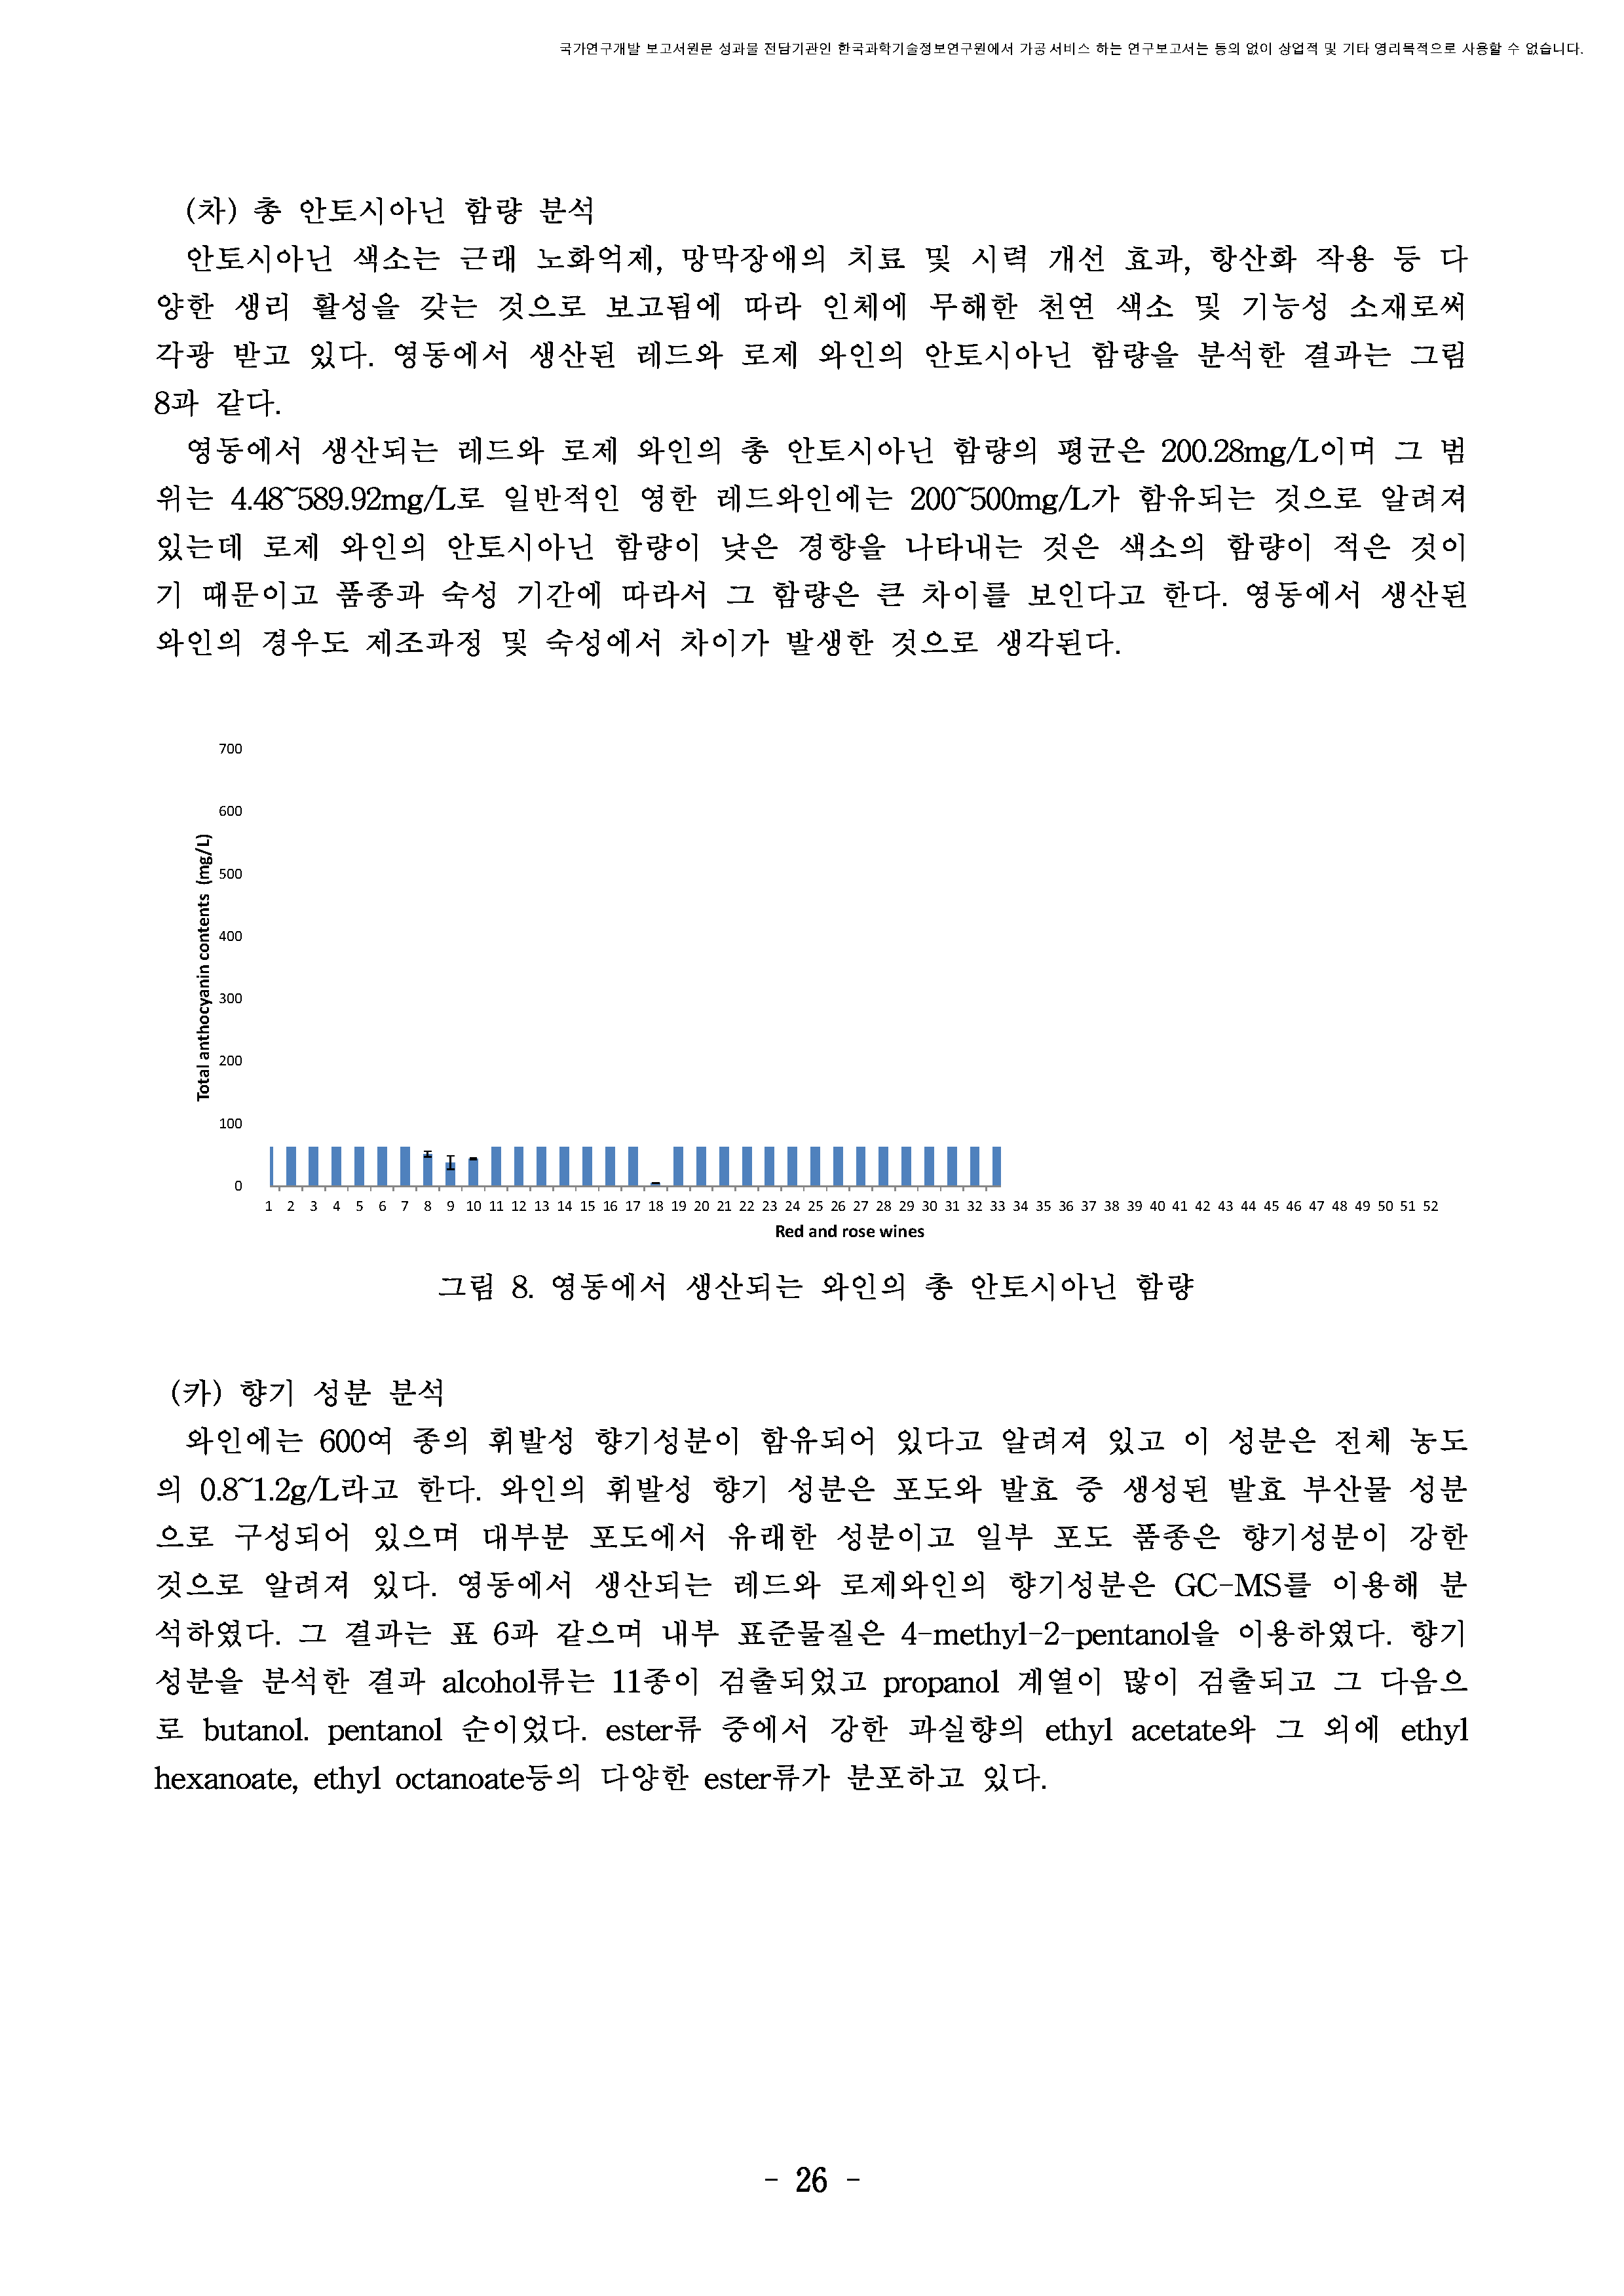 국가연구개발 보고서원문 성과물 전담기관인 한국과학기술정보연구원에서 가공·서비스 하는 연구보고서는 동의 없이 상업적 및 기타 영리목적으로 사용할 수 없습니다.
(차) 총 안토시아닌 함량 분석
안토시아닌 색소는 근래 노화억제, 망막장애의 치료 및 시력 개선 효과, 항산화 작용 등 다
양한 생리 활성을 갖는 것으로 보고됨에 따라 인체에 무해한 천연 색소 및 기능성 소재로써
각광 받고 있다. 영동에서 생산된 레드와 로제 와인의 안토시아닌 함량을 분석한 결과는 그림
8과 같다.
영동에서 생산되는 레드와 로제 와인의 총 안토시아닌 함량의 평균은 200.28mg/L이며 그 범
위는 4.48~589.92mg/L로 일반적인 영한 레드와인에는 200~500mg/L가 함유되는 것으로 알려져
있는데 로제 와인의 안토시아닌 함량이 낮은 경향을 나타내는 것은 색소의 함량이 적은 것이
기 때문이고 품종과 숙성 기간에 따라서 그 함량은 큰 차이를 보인다고 한다. 영동에서 생산된
와인의 경우도 제조과정 및 숙성에서 차이가 발생한 것으로 생각된다.
700
600
500
400
300
200
100
0
Total anthocyanin contents (mg/L)
1 2 3 4 5 6 7 8 9 10 11 12 13 14 15 16 17 18 19 20 21 22 23 24 25 26 27 28 29 30 31 32 33 34 35 36 37 38 39 40 41 42 43 44 45 46 47 48 49 50 51 52
Red and rose wines
그림 8. 영동에서 생산되는 와인의 총 안토시아닌 함량
(카) 향기 성분 분석
와인에는 600여 종의 휘발성 향기성분이 함유되어 있다고 알려져 있고 이 성분은 전체 농도
의 0.8~1.2g/L라고 한다. 와인의 휘발성 향기 성분은 포도와 발효 중 생성된 발효 부산물 성분
으로 구성되어 있으며 대부분 포도에서 유래한 성분이고 일부 포도 품종은 향기성분이 강한
것으로 알려져 있다. 영동에서 생산되는 레드와 로제와인의 향기성분은 GC-MS를 이용해 분
석하였다. 그 결과는 표 6과 같으며 내부 표준물질은 4-methyl-2-pentanol을 이용하였다. 향기
성분을 분석한 결과 alcohol류는 11종이 검출되었고 propanol 계열이 많이 검출되고 그 다음으
로 butanol. pentanol 순이었다. ester류 중에서 강한 과실향의 ethyl acetate와 그 외에 ethyl
hexanoate, ethyl octanoate등의 다양한 ester류가 분포하고 있다.
- 26 -